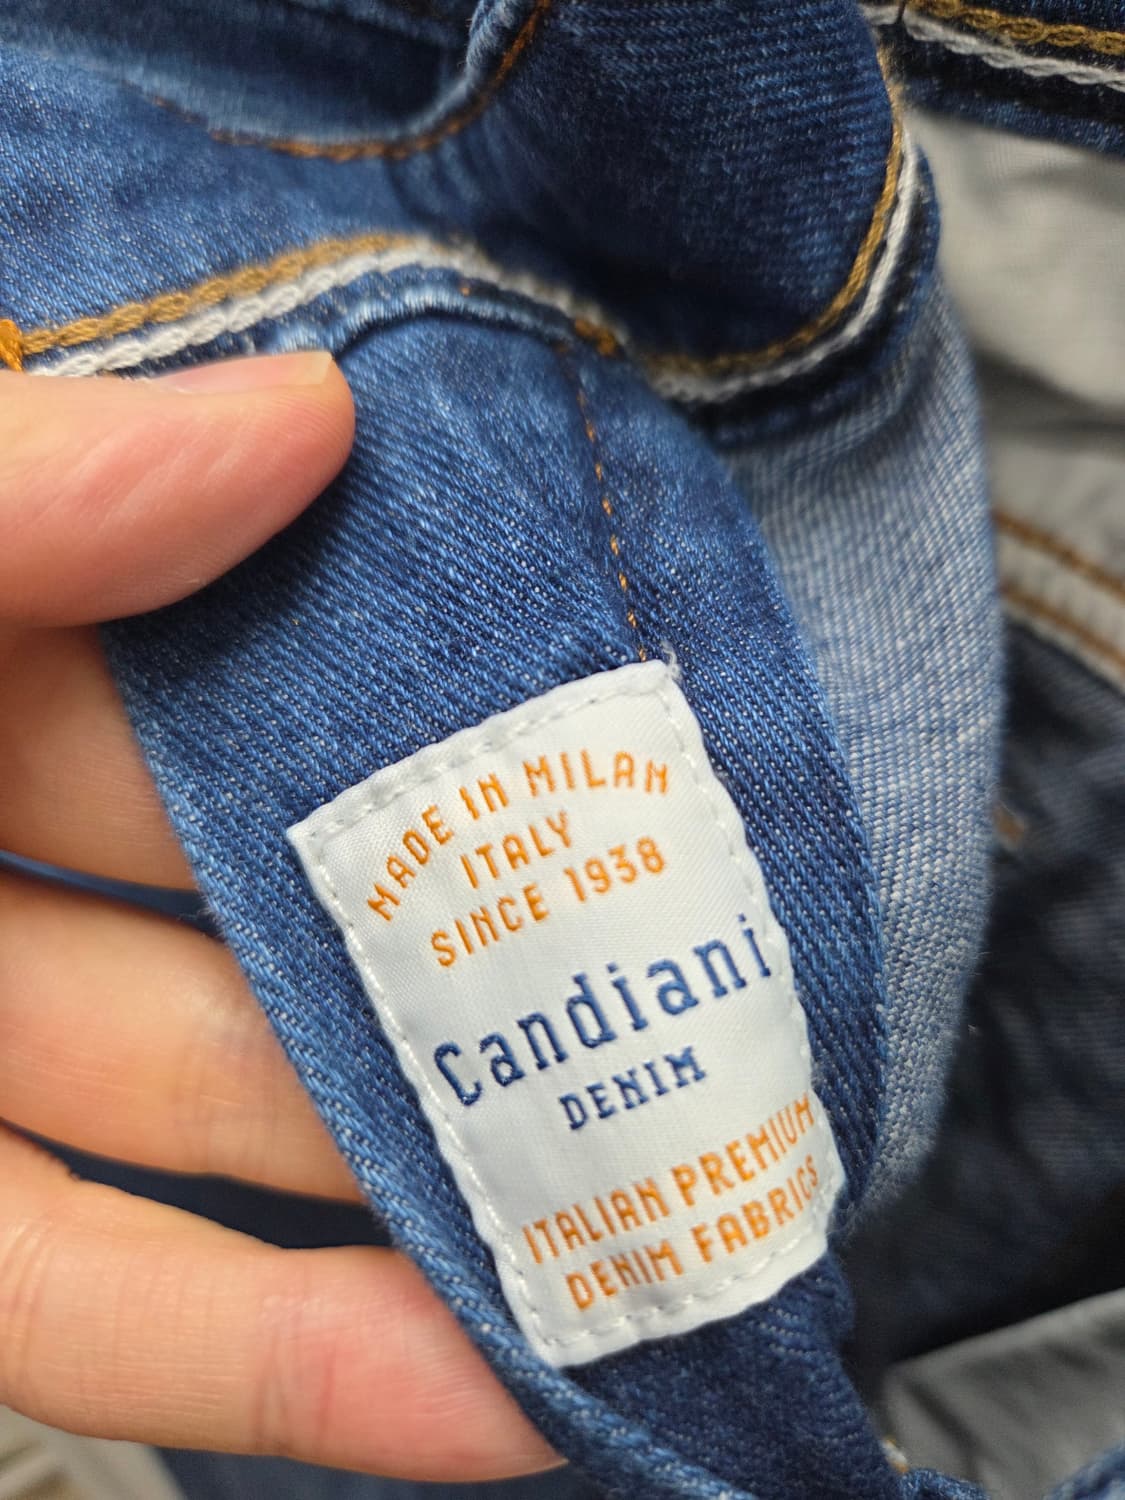 MADE IN MILAN
ITALY
SINCE 1938
Candiani
DENIM
ITALIAN PREMIUM
DENIM FABRICS